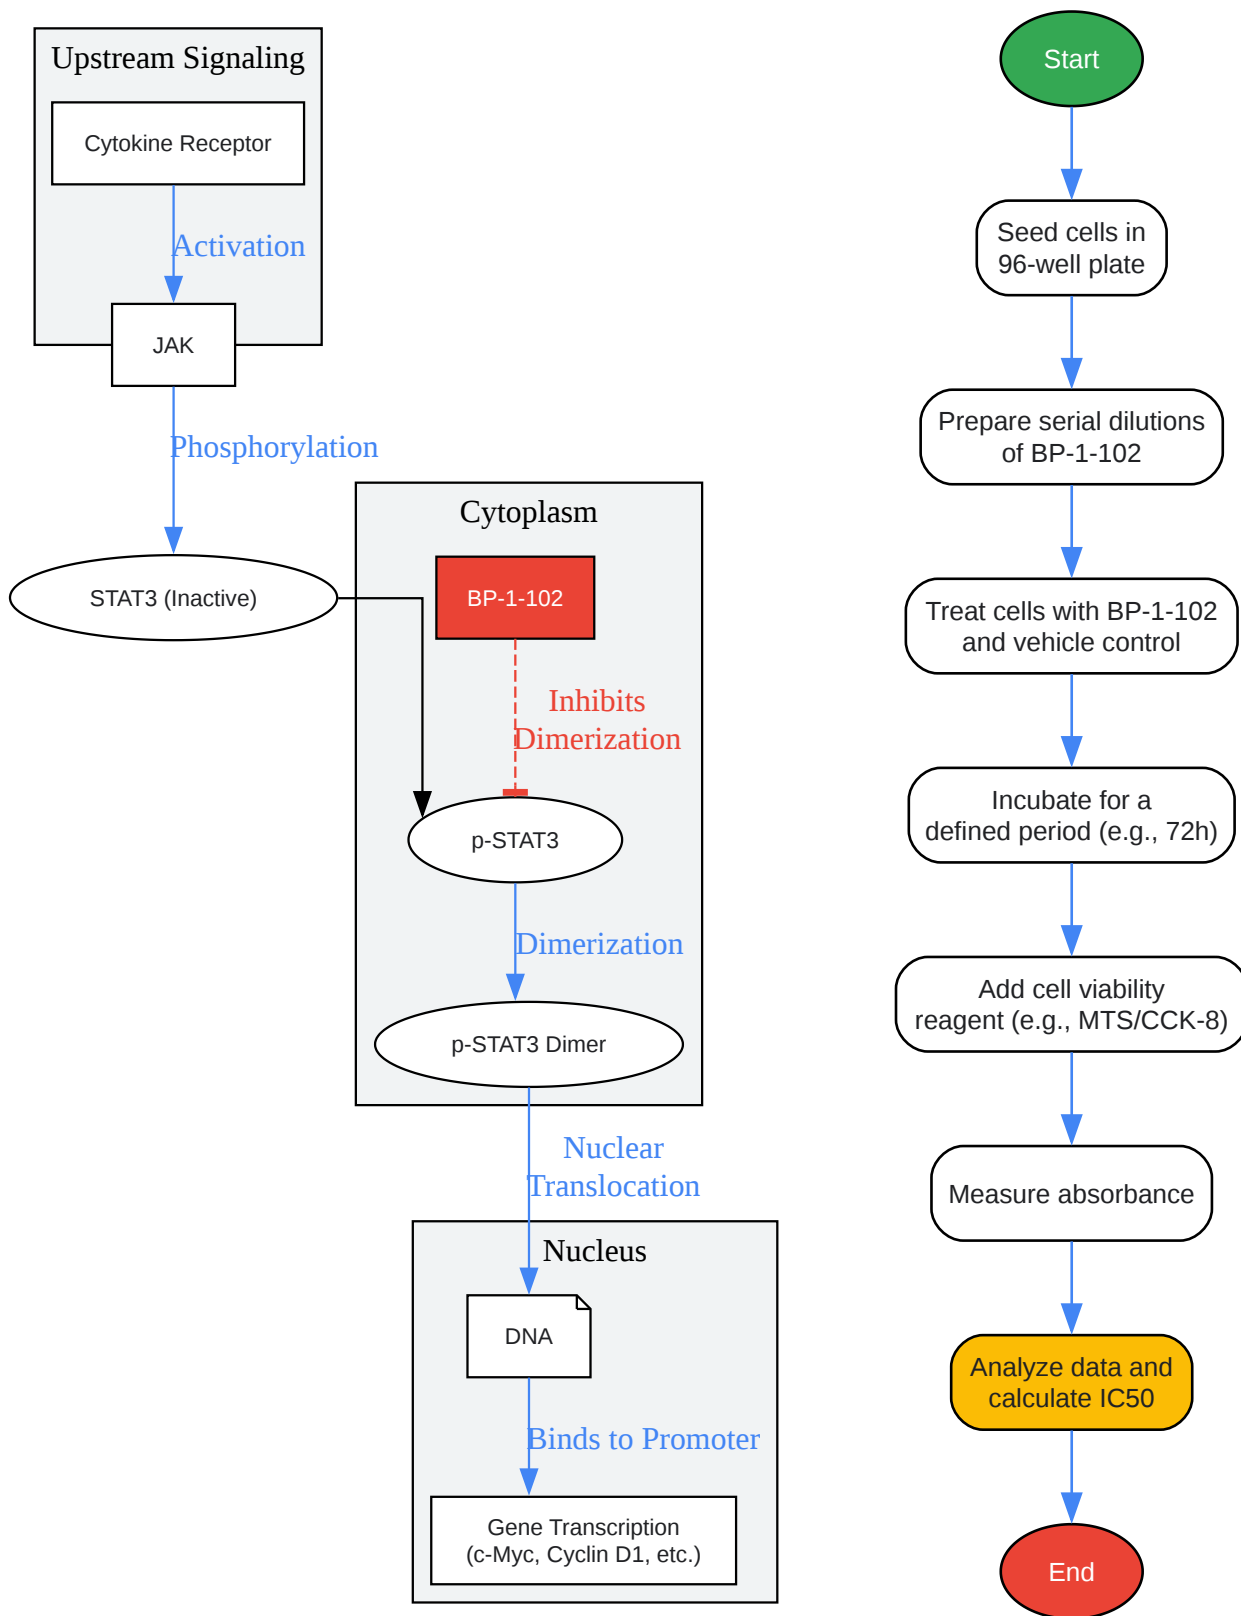 Upstream Signaling
Cytokine Receptor
Activation
JAK
Phosphorylation
STAT3 (Inactive)
Cytoplasm
BP-1-102
Inhibits
Dimerization
p-STAT3
Dimerization
p-STAT3 Dimer
Nuclear
Translocation
Nucleus
DNA
Binds to Promoter
Gene Transcription
(c-Myc, Cyclin D1, etc.)
Start
Seed cells in
96-well plate
Prepare serial dilutions
of BP-1-102
Treat cells with BP-1-102
and vehicle control
Incubate for a
defined period (e.g., 72h)
Add cell viability
reagent (e.g., MTS/CCK-8)
Measure absorbance
Analyze data and
calculate IC50
End